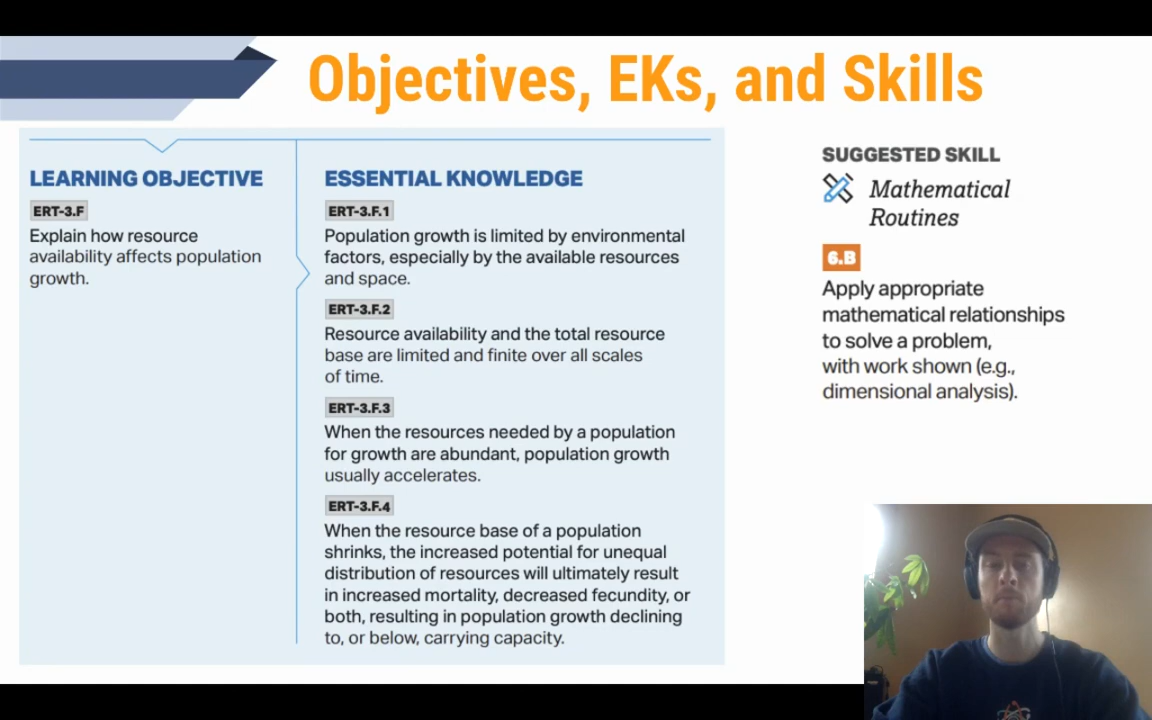 Objectives, EKs, and Skills
LEARNING OBJECTIVE
ERT-3.F
Explain how resource
availability affects population
growth.
ESSENTIAL KNOWLEDGE
ERT-3.F.1
Population growth is limited by environmental
factors, especially by the available resources
and space.
ERT-3.F.2
Resource availability and the total resource
base are limited and finite over all scales
of time.
ERT-3.F.3
When the resources needed by a population
for growth are abundant, population growth
usually accelerates.
ERT-3.F.4
When the resource base of a population
shrinks, the increased potential for unequal
distribution of resources will ultimately result
in increased mortality, decreased fecundity, or
both, resulting in population growth declining
to, or below, carrying capacity.
SUGGESTED SKILL
Mathematical
Routines
6.B
Apply appropriate
mathematical relationships
to solve a problem,
with work shown (e.g.,
dimensional analysis).